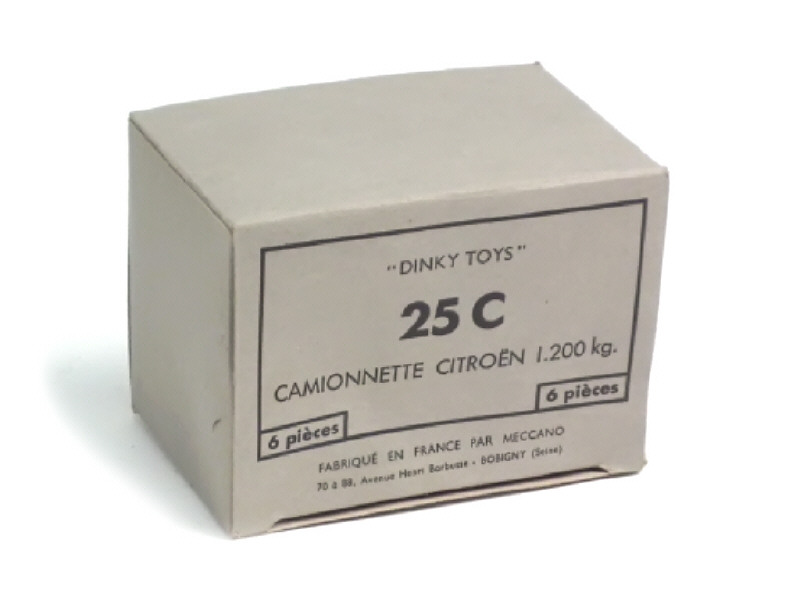 "DINKY TOYS"
25 C
CAMIONNETTE CITROËN 1.200 kg.
6 pièces
6 pièces
FABRIQUÉ EN FRANCE PAR MECCANO
70 à 88, Avenue Henri Barbusse - BOBIGNY (Seine)